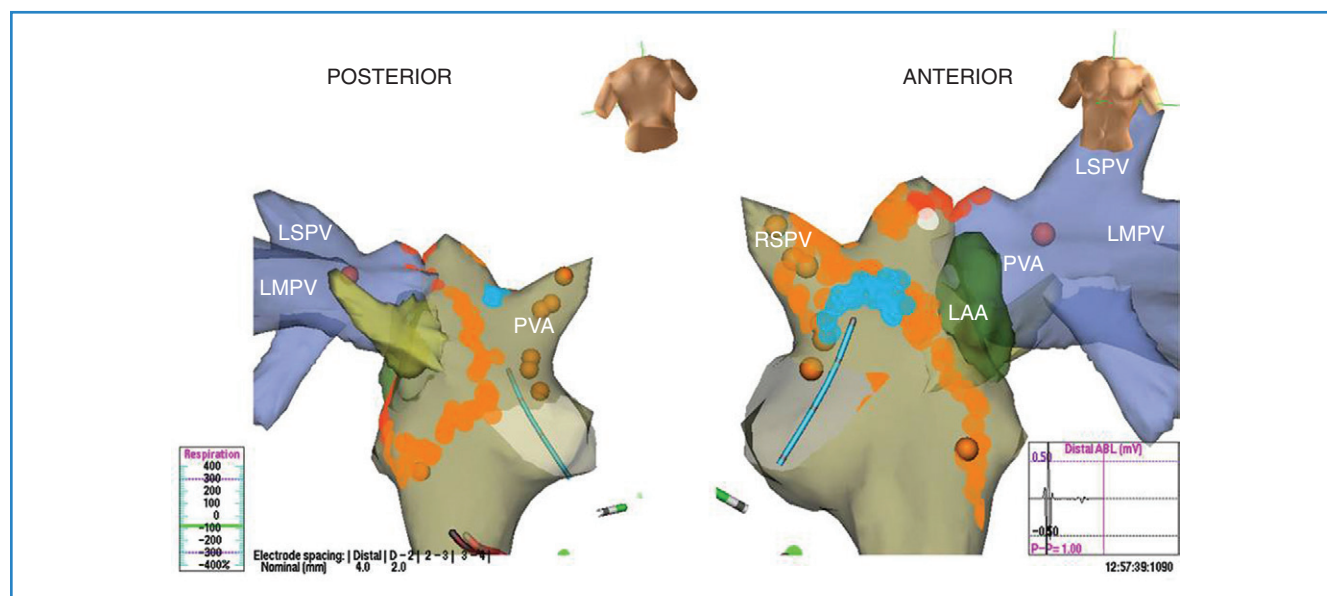 POSTERIOR
ANTERIOR
LSPV
LSPV
LMPV
PVA
RSPV
LMPV
PVA
LAA
Respiration
400
300
200
100
0
-100
-200
-300
-400%
Electrode spacing: | Distal | D - 2 | 2 - 3 | 3 - 4 |
Nominal (mm) 4.0 2.0
Distal ABL (mV)
0.50
-0.50
P-P= 1.00
12:57:39:1090